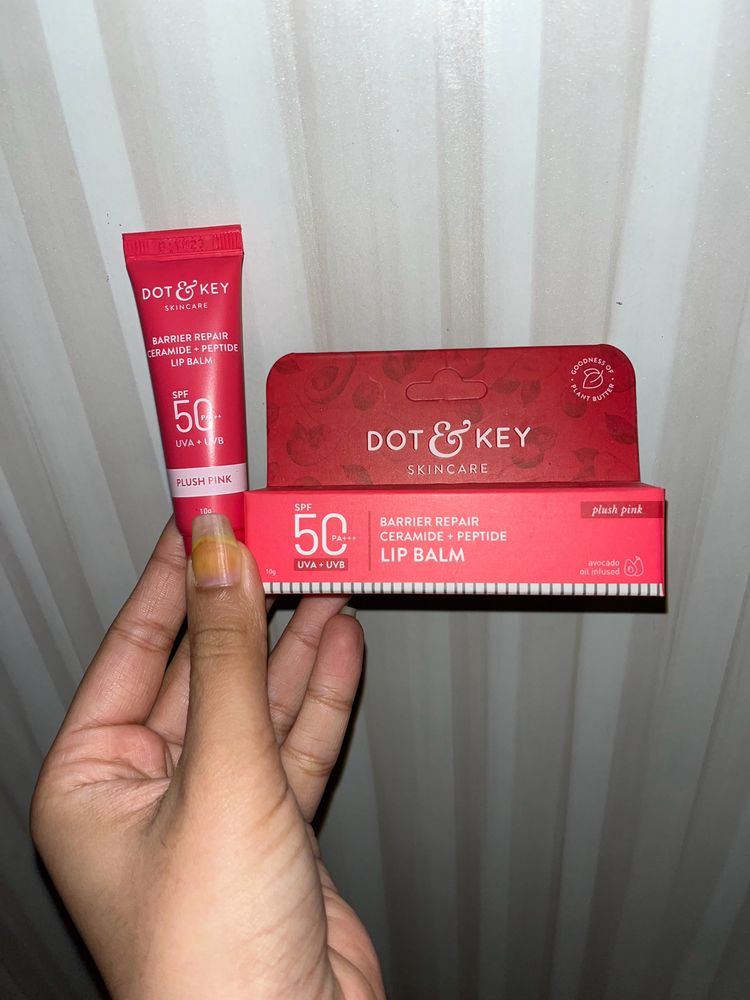 DOT & KEY
SKINCARE
BARRIER REPAIR
CERAMIDE + PEPTIDE
LIP BALM
SPF
50 PA+++
UVA + UVB
PLUSH PINK
10g
GOODNESS OF
PLANT BUTTER
DOT & KEY
SKINCARE
plush pink
SPF
50 PA+++
UVA + UVB
10g
BARRIER REPAIR
CERAMIDE + PEPTIDE
LIP BALM
avocado
oil infused